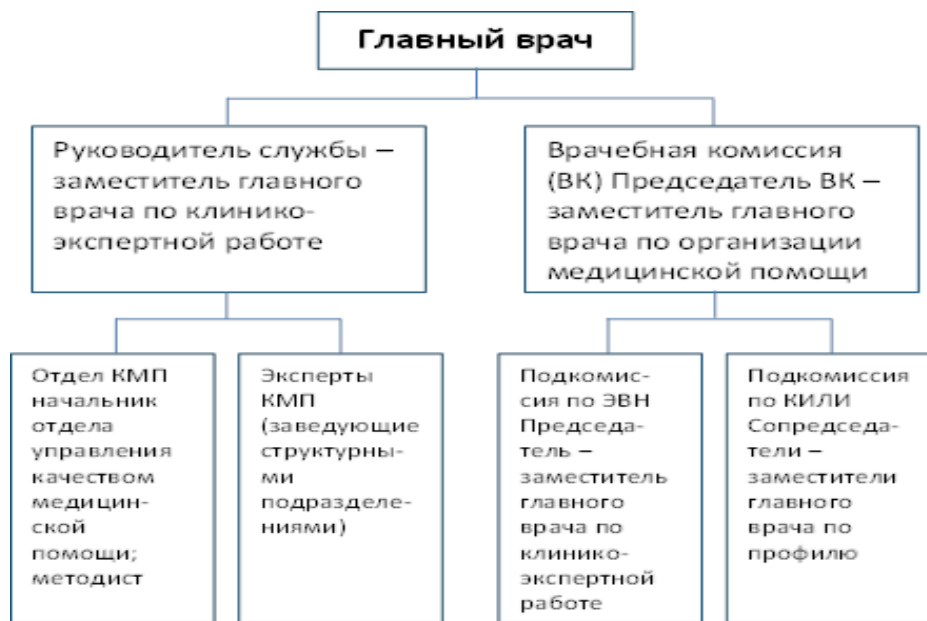 Главный врач
Руководитель службы –
заместитель главного
врача по клинико-
экспертной работе
Врачебная комиссия
(ВК) Председатель ВК –
заместитель главного
врача по организации
медицинской помощи
Отдел КМП
начальник
отдела
управления
качеством
медицин-
ской
помощи;
методист
Эксперты
КМП
(заведующие
структурны-
ми
подразделе-
ниями)
Подкомис-
сия по ЭВН
Председа-
тель –
заместитель
главного
врача по
клинико-
экспертной
работе
Подкомиссия
по КИЛИ
Сопредседа-
тели –
заместители
главного
врача по
профилю